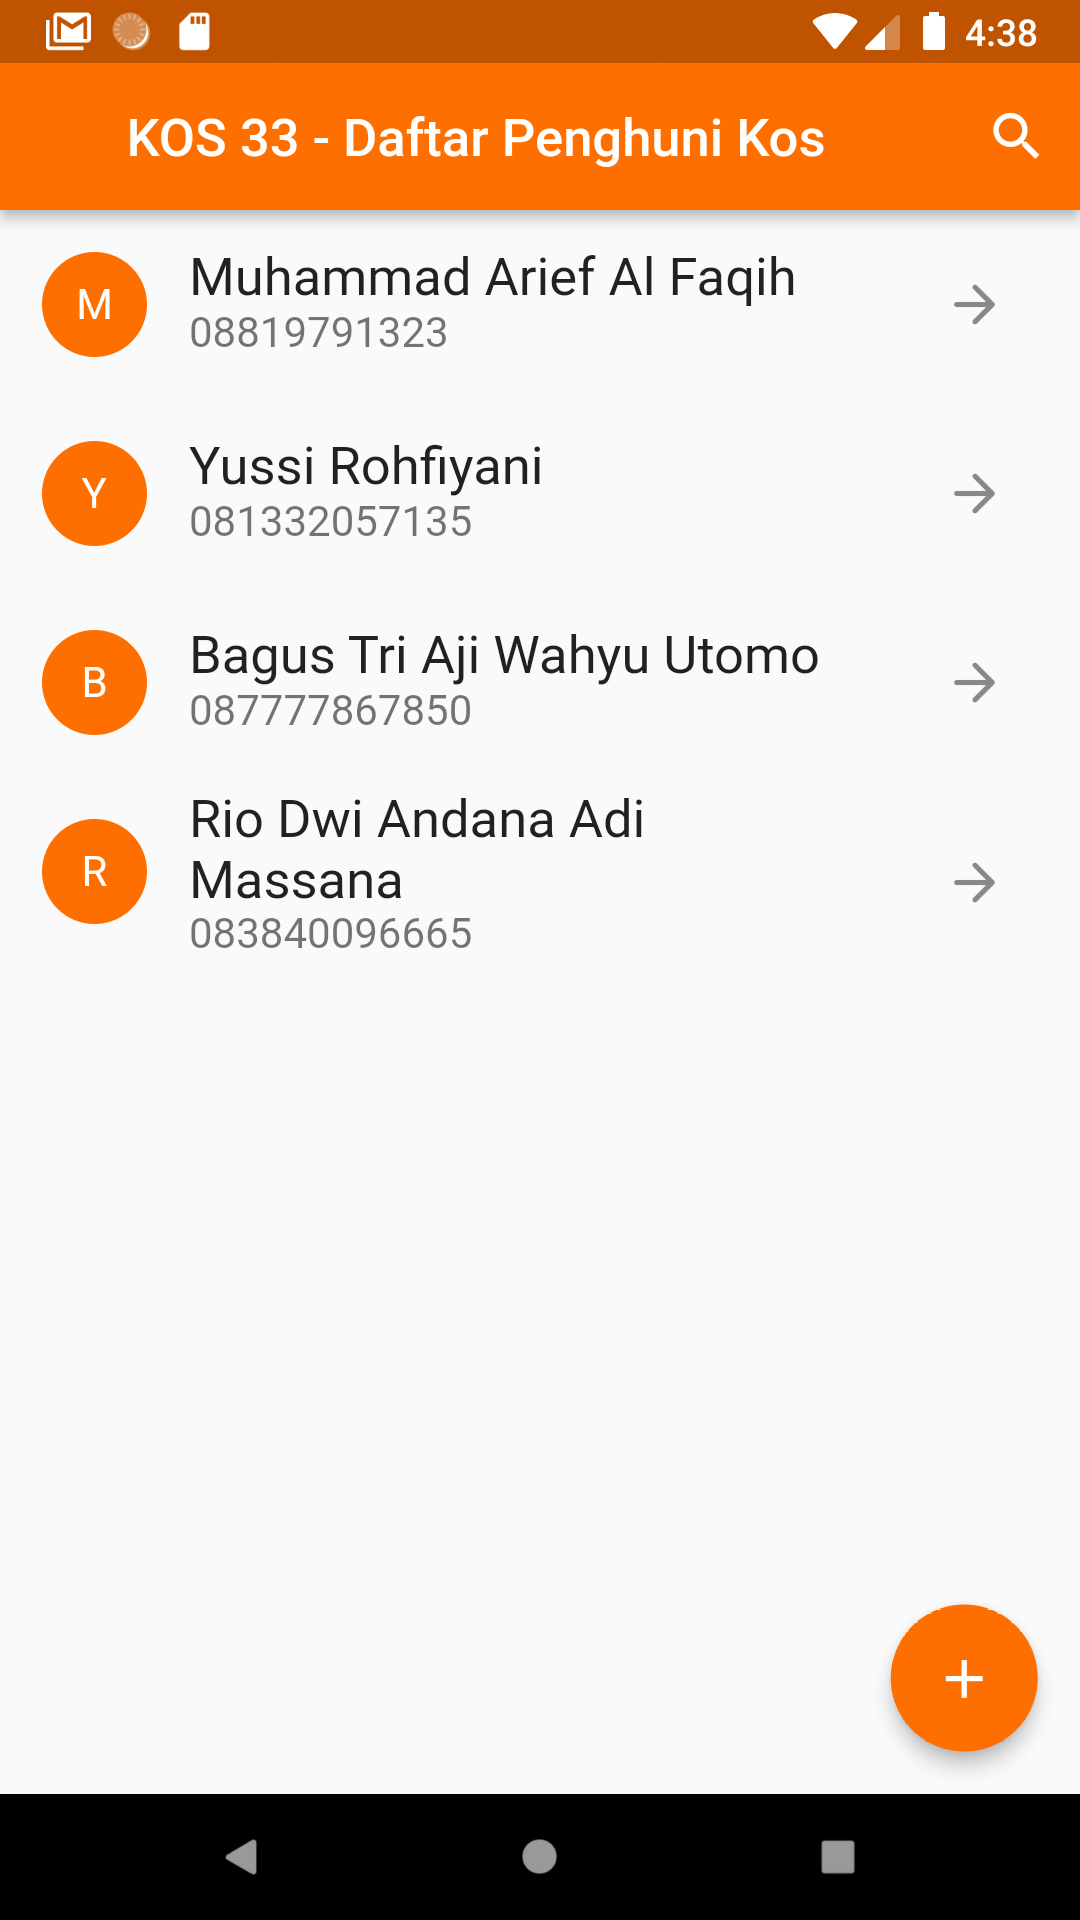 4:38
KOS 33 - Daftar Penghuni Kos
M
Muhammad Arief Al Faqih
08819791323
Y
Yussi Rohfiyani
081332057135
B
Bagus Tri Aji Wahyu Utomo
087777867850
R
Rio Dwi Andana Adi
Massana
083840096665